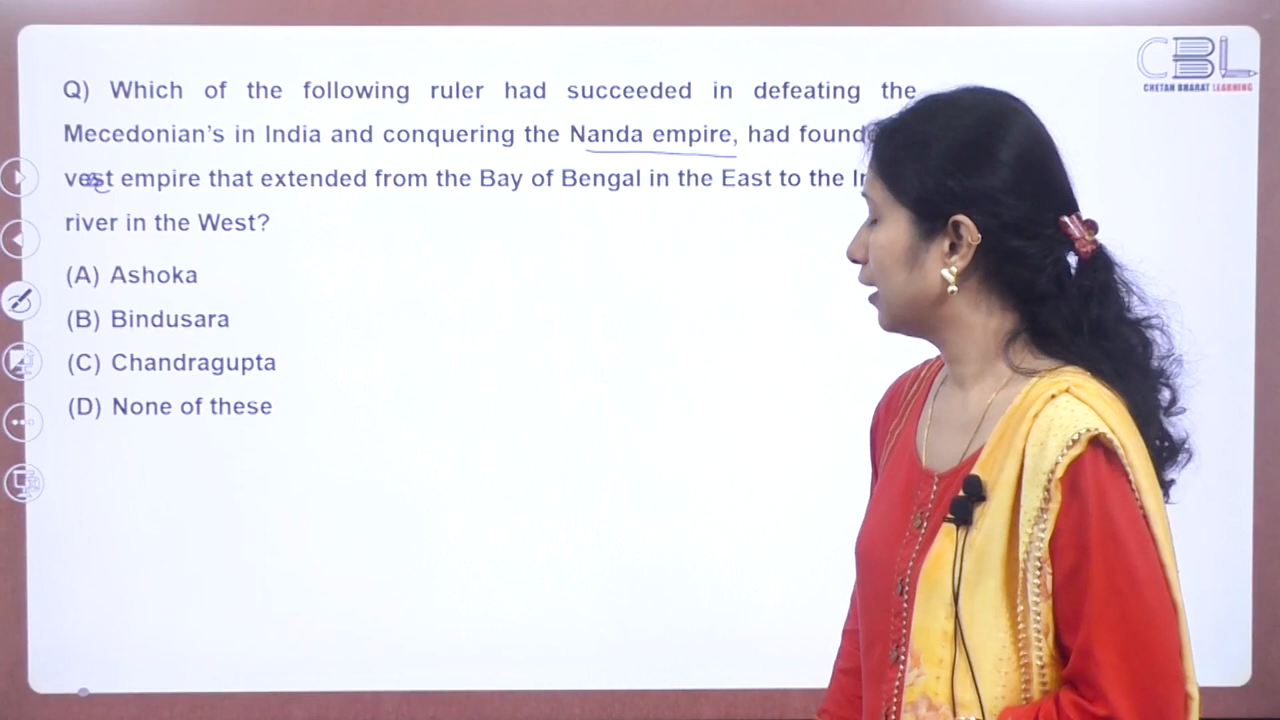 Q) Which of the following ruler had succeeded in defeating the
Mecedonian's in India and conquering the Nanda empire, had
vast empire that extended from the Bay of Bengal in the East to the
river in the West?
(A) Ashoka
(B) Bindusara
(C) Chandragupta
(D) None of these
CBL
CHETAN BHARAT LEARNING